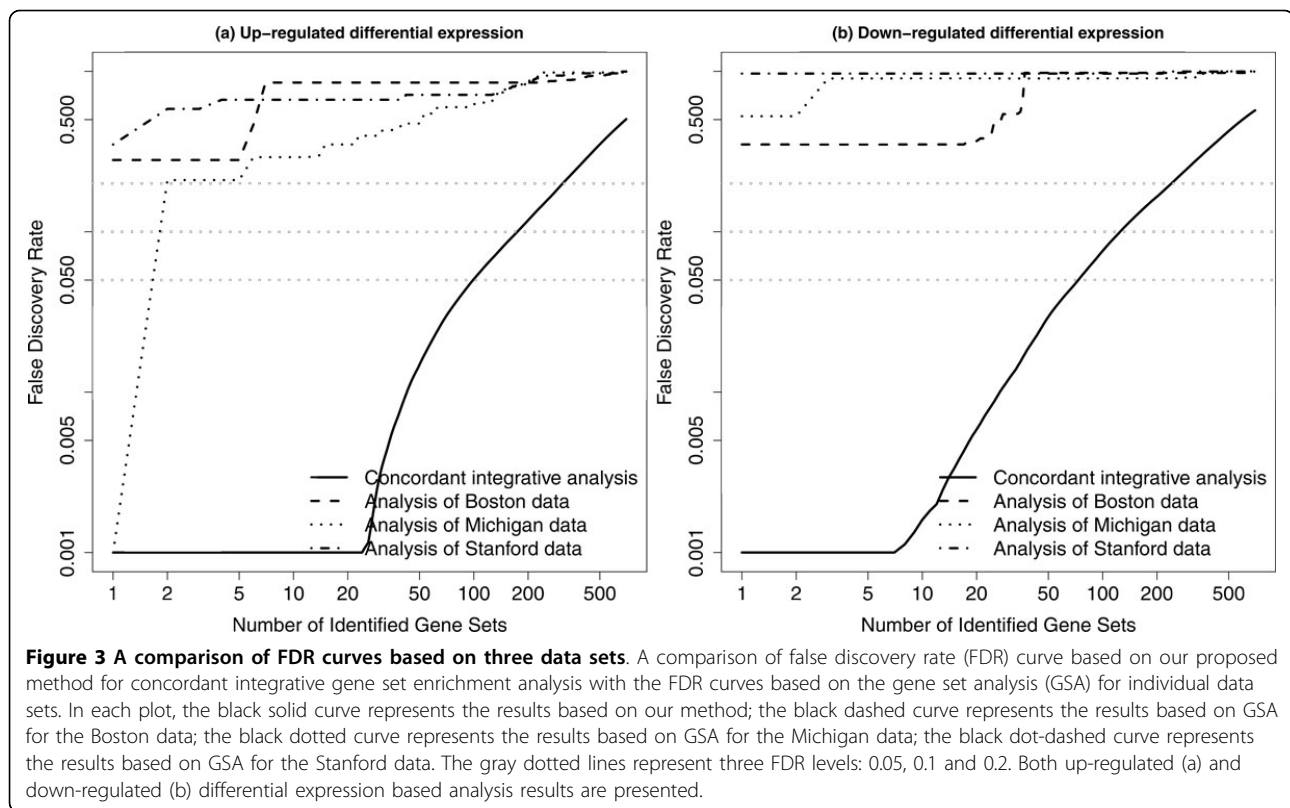 (a) Up−regulated differential expression
False Discovery Rate
0.500
0.050
0.005
0.001
Concordant integrative analysis
Analysis of Boston data
Analysis of Michigan data
Analysis of Stanford data
1 2 5 10 20 50 100 200 500
Number of Identified Gene Sets
(b) Down−regulated differential expression
False Discovery Rate
0.500
0.050
0.005
0.001
Concordant integrative analysis
Analysis of Boston data
Analysis of Michigan data
Analysis of Stanford data
1 2 5 10 20 50 100 200 500
Number of Identified Gene Sets
Figure 3 A comparison of FDR curves based on three data sets. A comparison of false discovery rate (FDR) curve based on our proposed
method for concordant integrative gene set enrichment analysis with the FDR curves based on the gene set analysis (GSA) for individual data
sets. In each plot, the black solid curve represents the results based on our method; the black dashed curve represents the results based on GSA
for the Boston data; the black dotted curve represents the results based on GSA for the Michigan data; the black dot-dashed curve represents
the results based on GSA for the Stanford data. The gray dotted lines represent three FDR levels: 0.05, 0.1 and 0.2. Both up-regulated (a) and
down-regulated (b) differential expression based analysis results are presented.